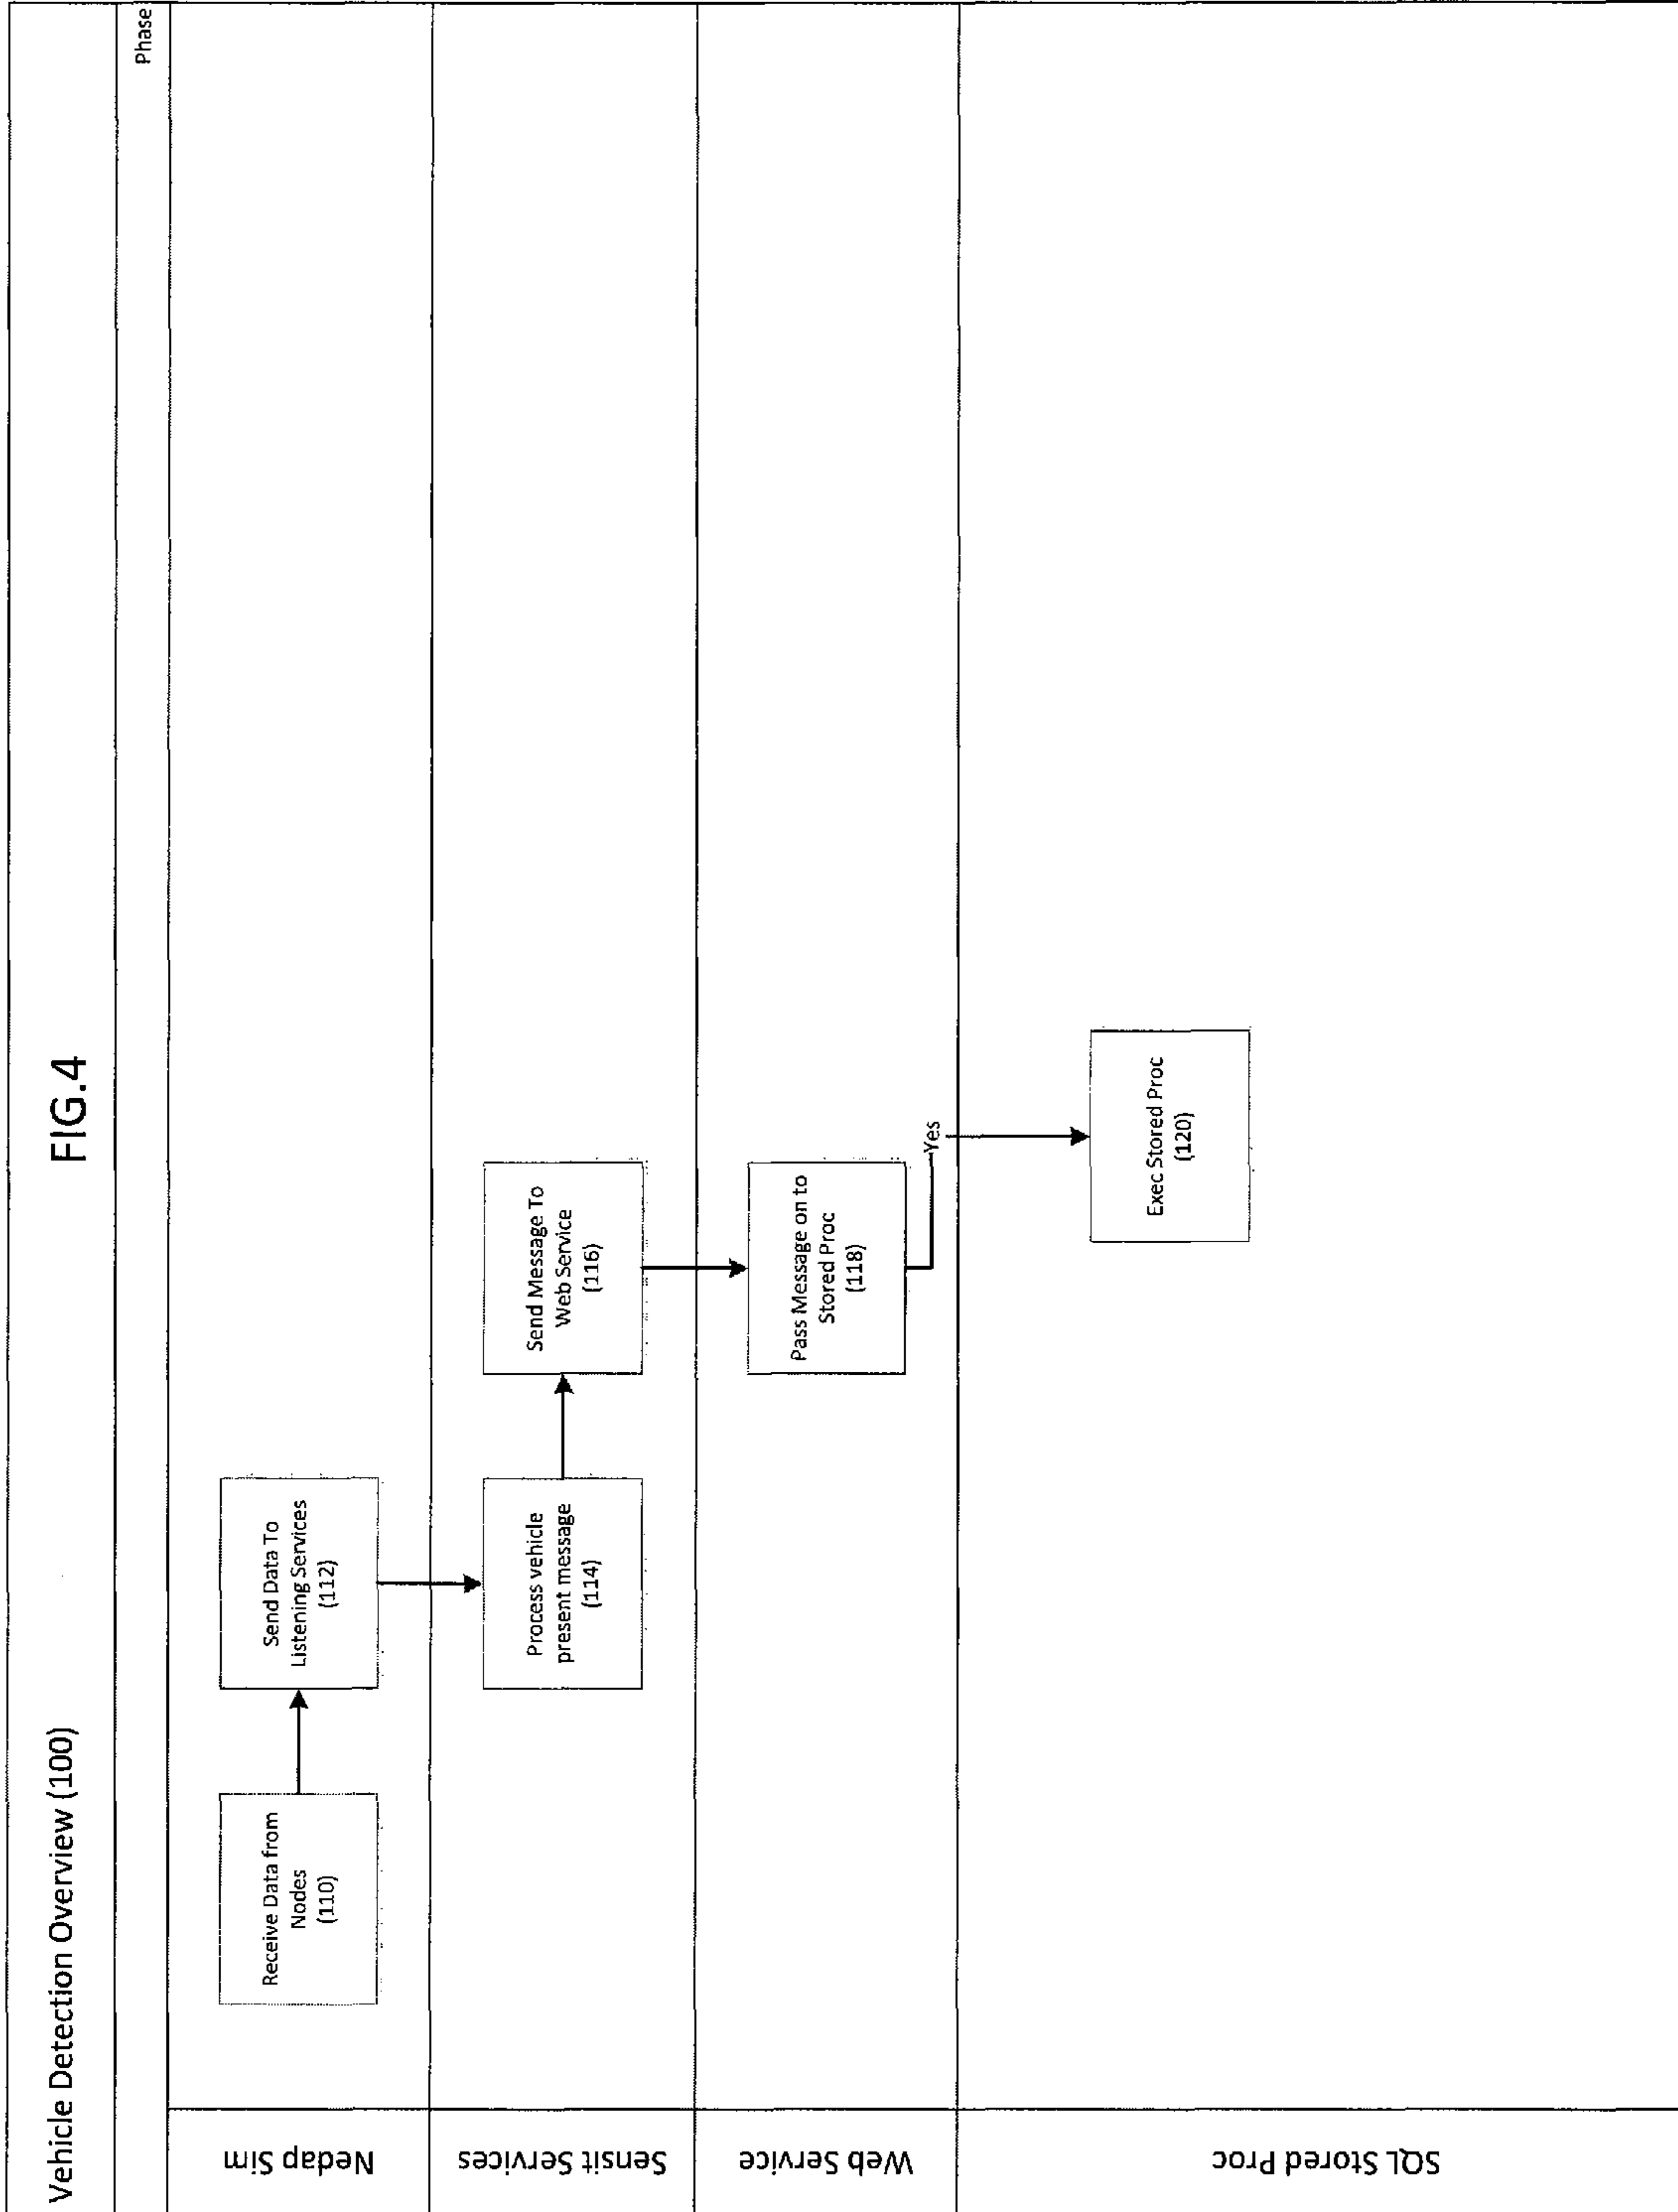 Vehicle Detection Overview (100)
FIG.4
Phase
Nedap Sim
Receive Data from
Nodes
(110)
Send Data To
Listening Services
(112)
Sensit Services
Process vehicle
present message
(114)
Send Message To
Web Service
(116)
Web Service
Pass Message on to
Stored Proc
(118)
Yes
SQL Stored Proc
Exec Stored Proc
(120)